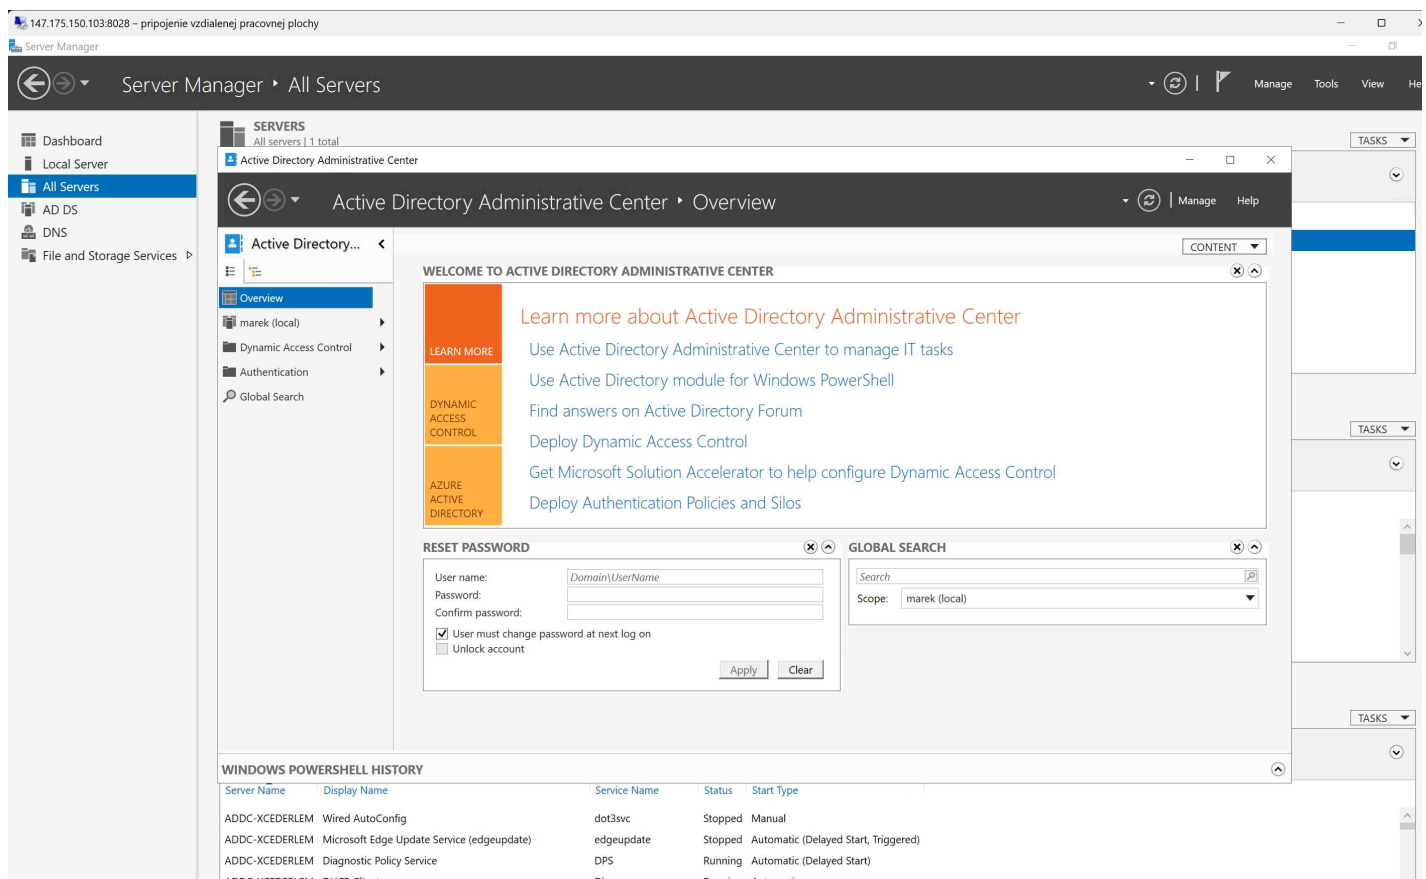 147.175.150.103:8028 – pripojenie vzdialenej pracovnej plochy
Server Manager
Server Manager • All Servers
Manage Tools View He
Dashboard
Local Server
All Servers
AD DS
DNS
File and Storage Services
SERVERS
All servers | 1 total
TASKS
Active Directory Administrative Center
Active Directory Administrative Center • Overview
Manage Help
Active Directory...
CONTENT
Overview
marek (local)
Dynamic Access Control
Authentication
Global Search
WELCOME TO ACTIVE DIRECTORY ADMINISTRATIVE CENTER
LEARN MORE
DYNAMIC
ACCESS
CONTROL
AZURE
ACTIVE
DIRECTORY
Learn more about Active Directory Administrative Center
Use Active Directory Administrative Center to manage IT tasks
Use Active Directory module for Windows PowerShell
Find answers on Active Directory Forum
Deploy Dynamic Access Control
Get Microsoft Solution Accelerator to help configure Dynamic Access Control
Deploy Authentication Policies and Silos
TASKS
RESET PASSWORD
User name: Domain\UserName
Password:
Confirm password:
User must change password at next log on
Unlock account
Apply Clear
GLOBAL SEARCH
Search
Scope: marek (local)
TASKS
WINDOWS POWERSHELL HISTORY
Server Name Display Name Service Name Status Start Type
ADDC-XCEDERLEM Wired AutoConfig dot3svc Stopped Manual
ADDC-XCEDERLEM Microsoft Edge Update Service (edgeupdate) edgeupdate Stopped Automatic (Delayed Start, Triggered)
ADDC-XCEDERLEM Diagnostic Policy Service DPS Running Automatic (Delayed Start)